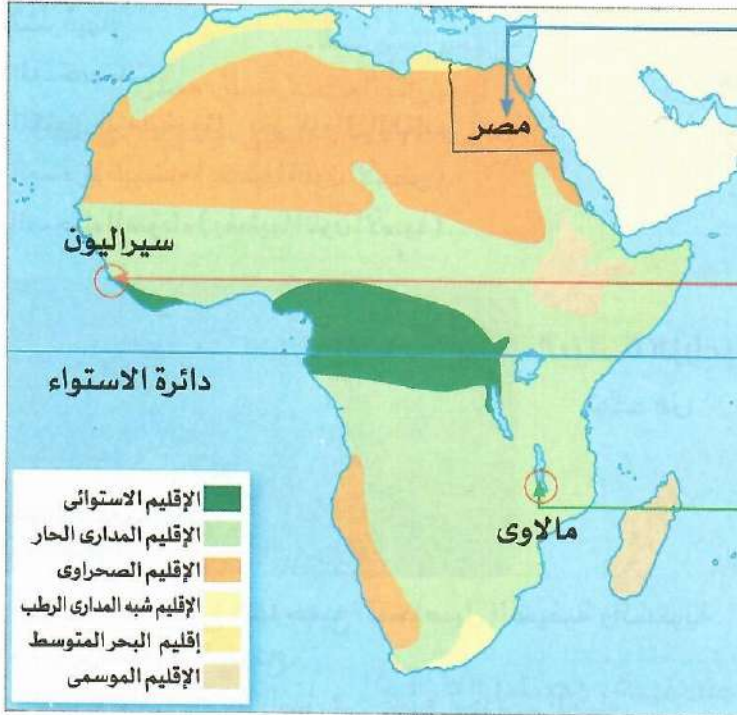 مصر
سيراليون
دائرة الاستواء
مالاوى
الإقليم الاستوائى
الإقليم المدارى الحار
الإقليم الصحراوى
الإقليم شبه المدارى الرطب
إقليم البحر المتوسط
الإقليم الموسمى